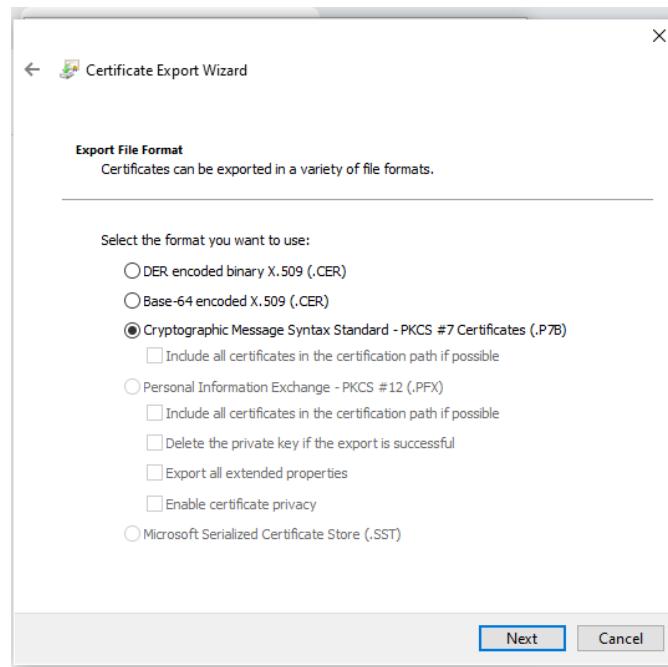 Certificate Export Wizard
Export File Format
Certificates can be exported in a variety of file formats.
Select the format you want to use:
DER encoded binary X.509 (.CER)
Base-64 encoded X.509 (.CER)
Cryptographic Message Syntax Standard - PKCS #7 Certificates (.P7B)
Include all certificates in the certification path if possible
Personal Information Exchange - PKCS #12 (.PFX)
Include all certificates in the certification path if possible
Delete the private key if the export is successful
Export all extended properties
Enable certificate privacy
Microsoft Serialized Certificate Store (.SST)
Next Cancel